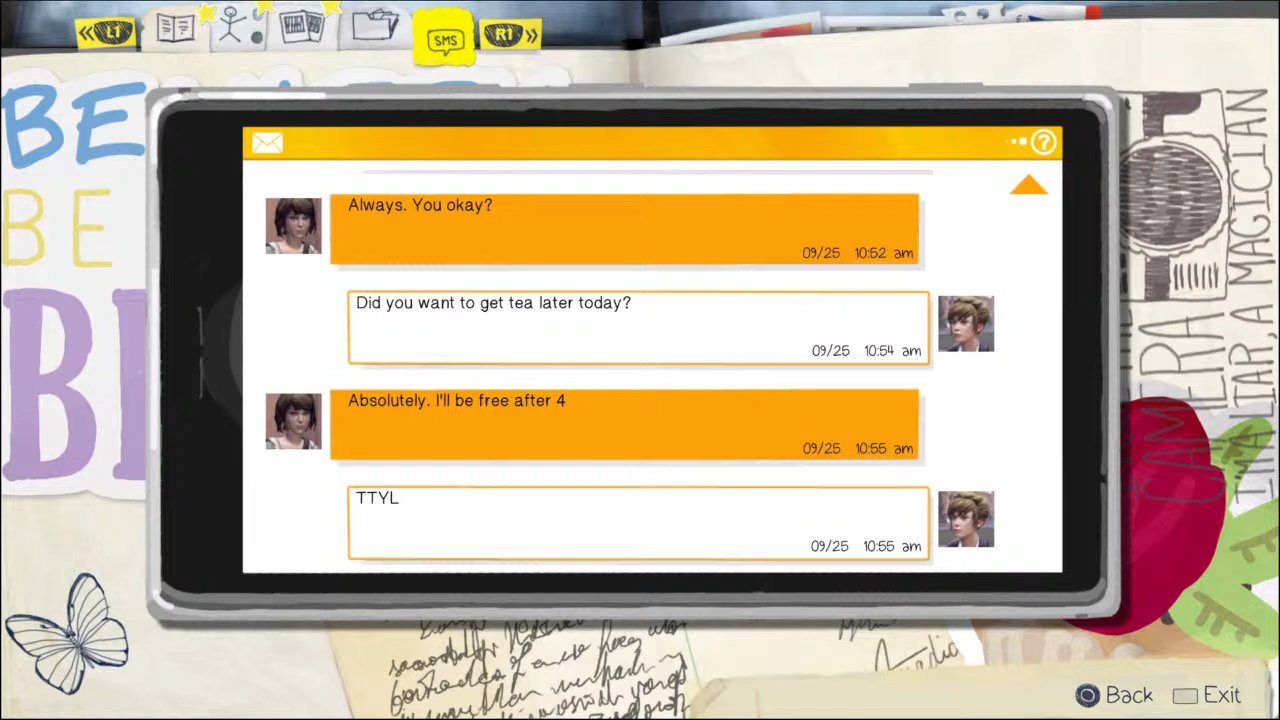 L1
SMS
R1
BE
BE
?
Always. You okay?
09/25 10:52 am
Did you want to get tea later today?
09/25 10:54 am
Absolutely. I'll be free after 4
09/25 10:55 am
TTYL
09/25 10:55 am
CAMERA
LIAR, A MAGICIAN
Back
Exit